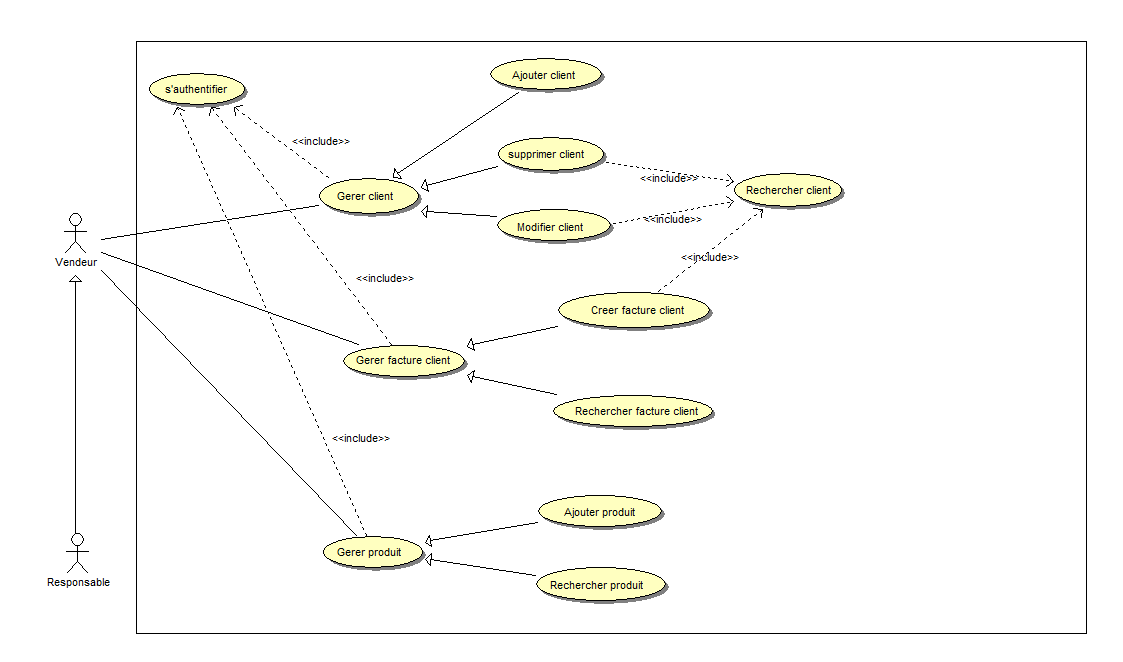 Ajouter client
s'authentifier
<<include>>
supprimer client
<<include>>
Rechercher client
Gerer client
<<include>>
Modifier client
Vendeur
<<include>>
<<include>>
Creer facture client
Gerer facture client
Rechercher facture client
<<include>>
Ajouter produit
Gerer produit
Responsable
Rechercher produit